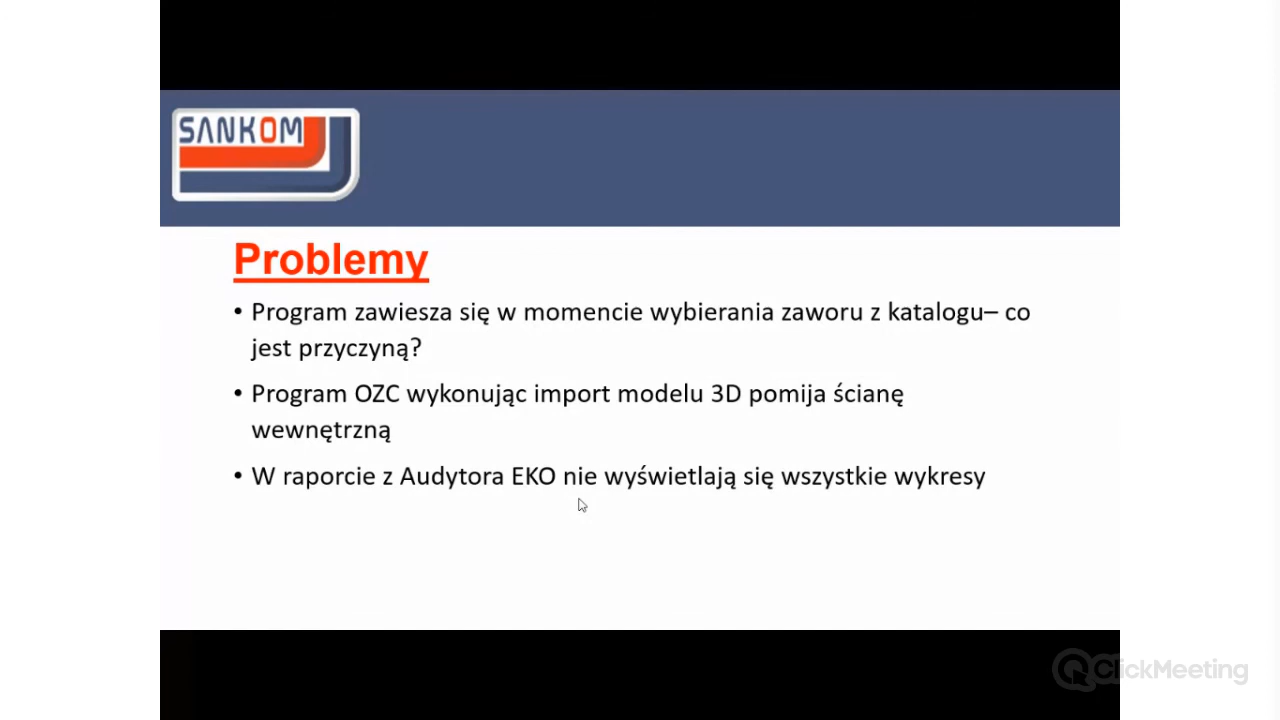 SANKOM
Problemy
• Program zawiesza się w momencie wybierania zaworu z katalogu– co
jest przyczyną?
• Program OZC wykonując import modelu 3D pomija ścianę
wewnętrzną
• W raporcie z Audytora EKO nie wyświetlają się wszystkie wykresy
ClickMeeting